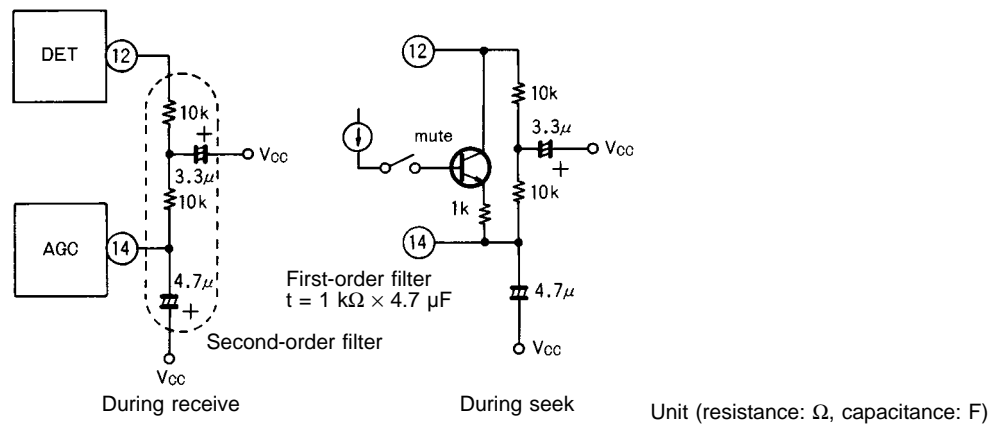 DET
12
10k
+
3.3μ
VCC
10k
AGC
14
4.7μ
+
VCC
Second-order filter
During receive
12
10k
3.3μ
+
VCC
mute
10k
1k
14
First-order filter
t = 1 kΩ × 4.7 μF
4.7μ
VCC
During seek
Unit (resistance: Ω, capacitance: F)